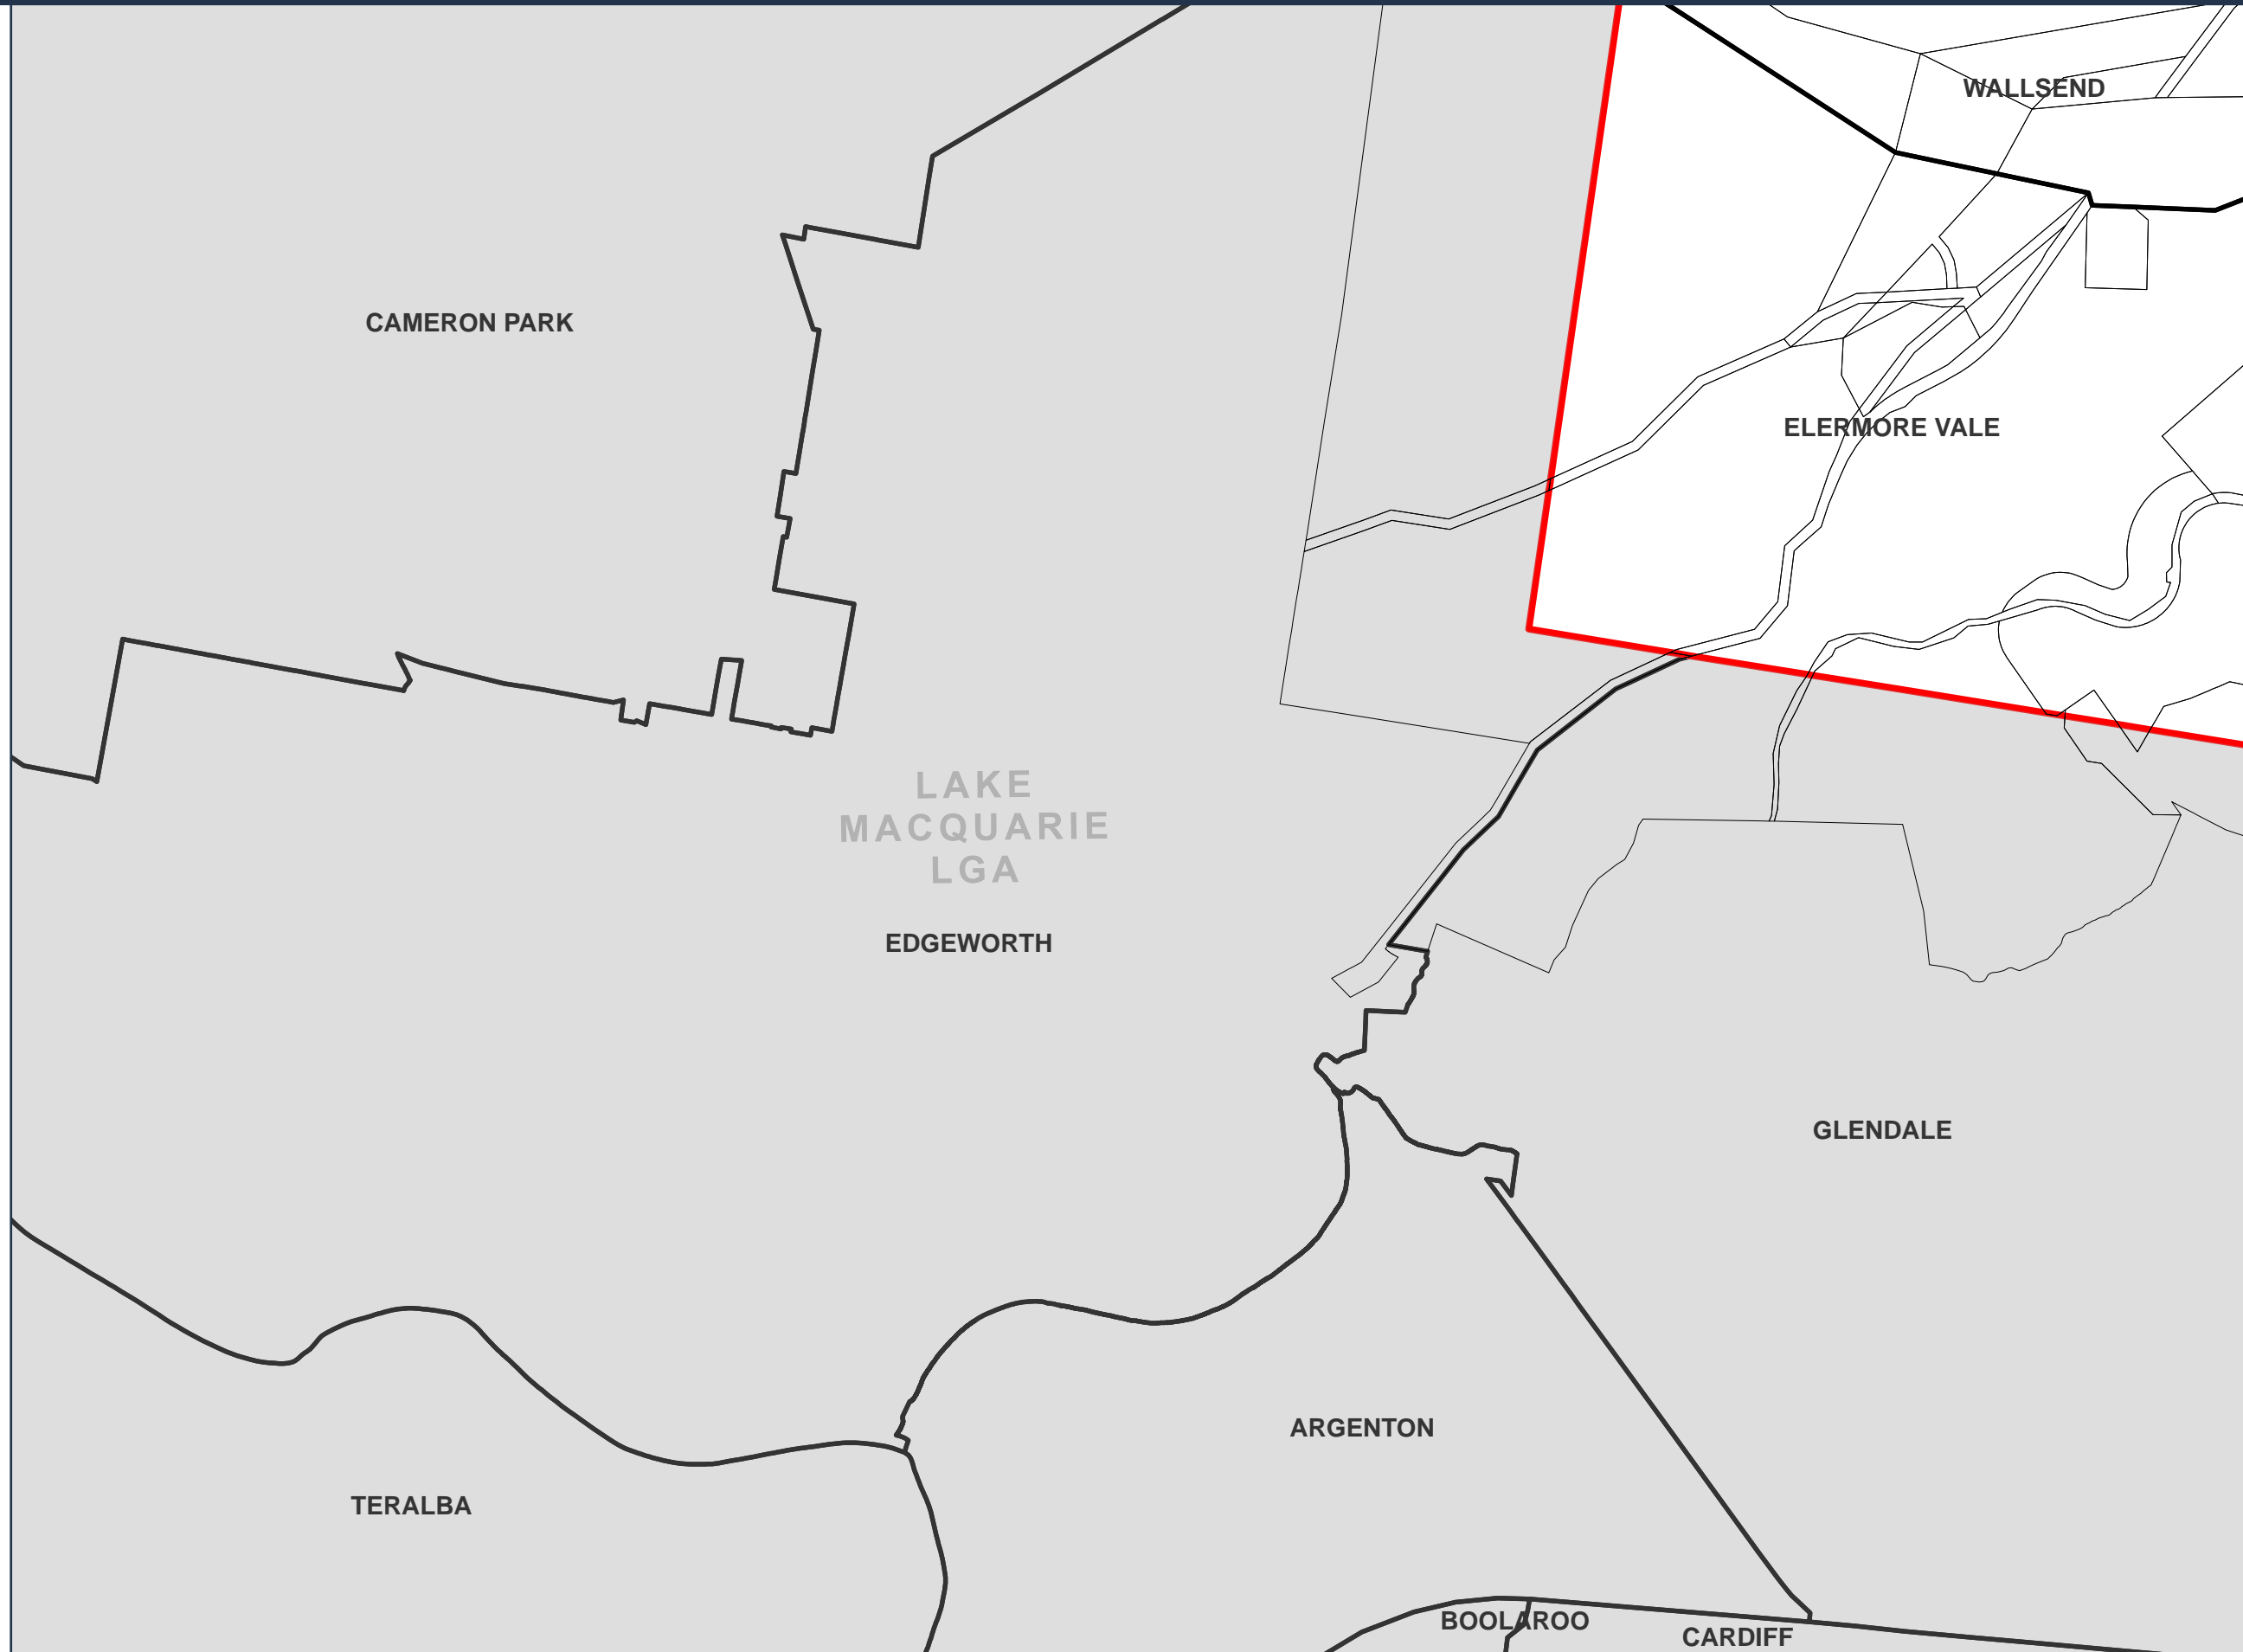 WALLSEND
CAMERON PARK
ELERMORE VALE
LAKE
MACQUARIE
LGA
EDGEWORTH
GLENDALE
ARGENTON
TERALBA
BOOLAROO
CARDIFF